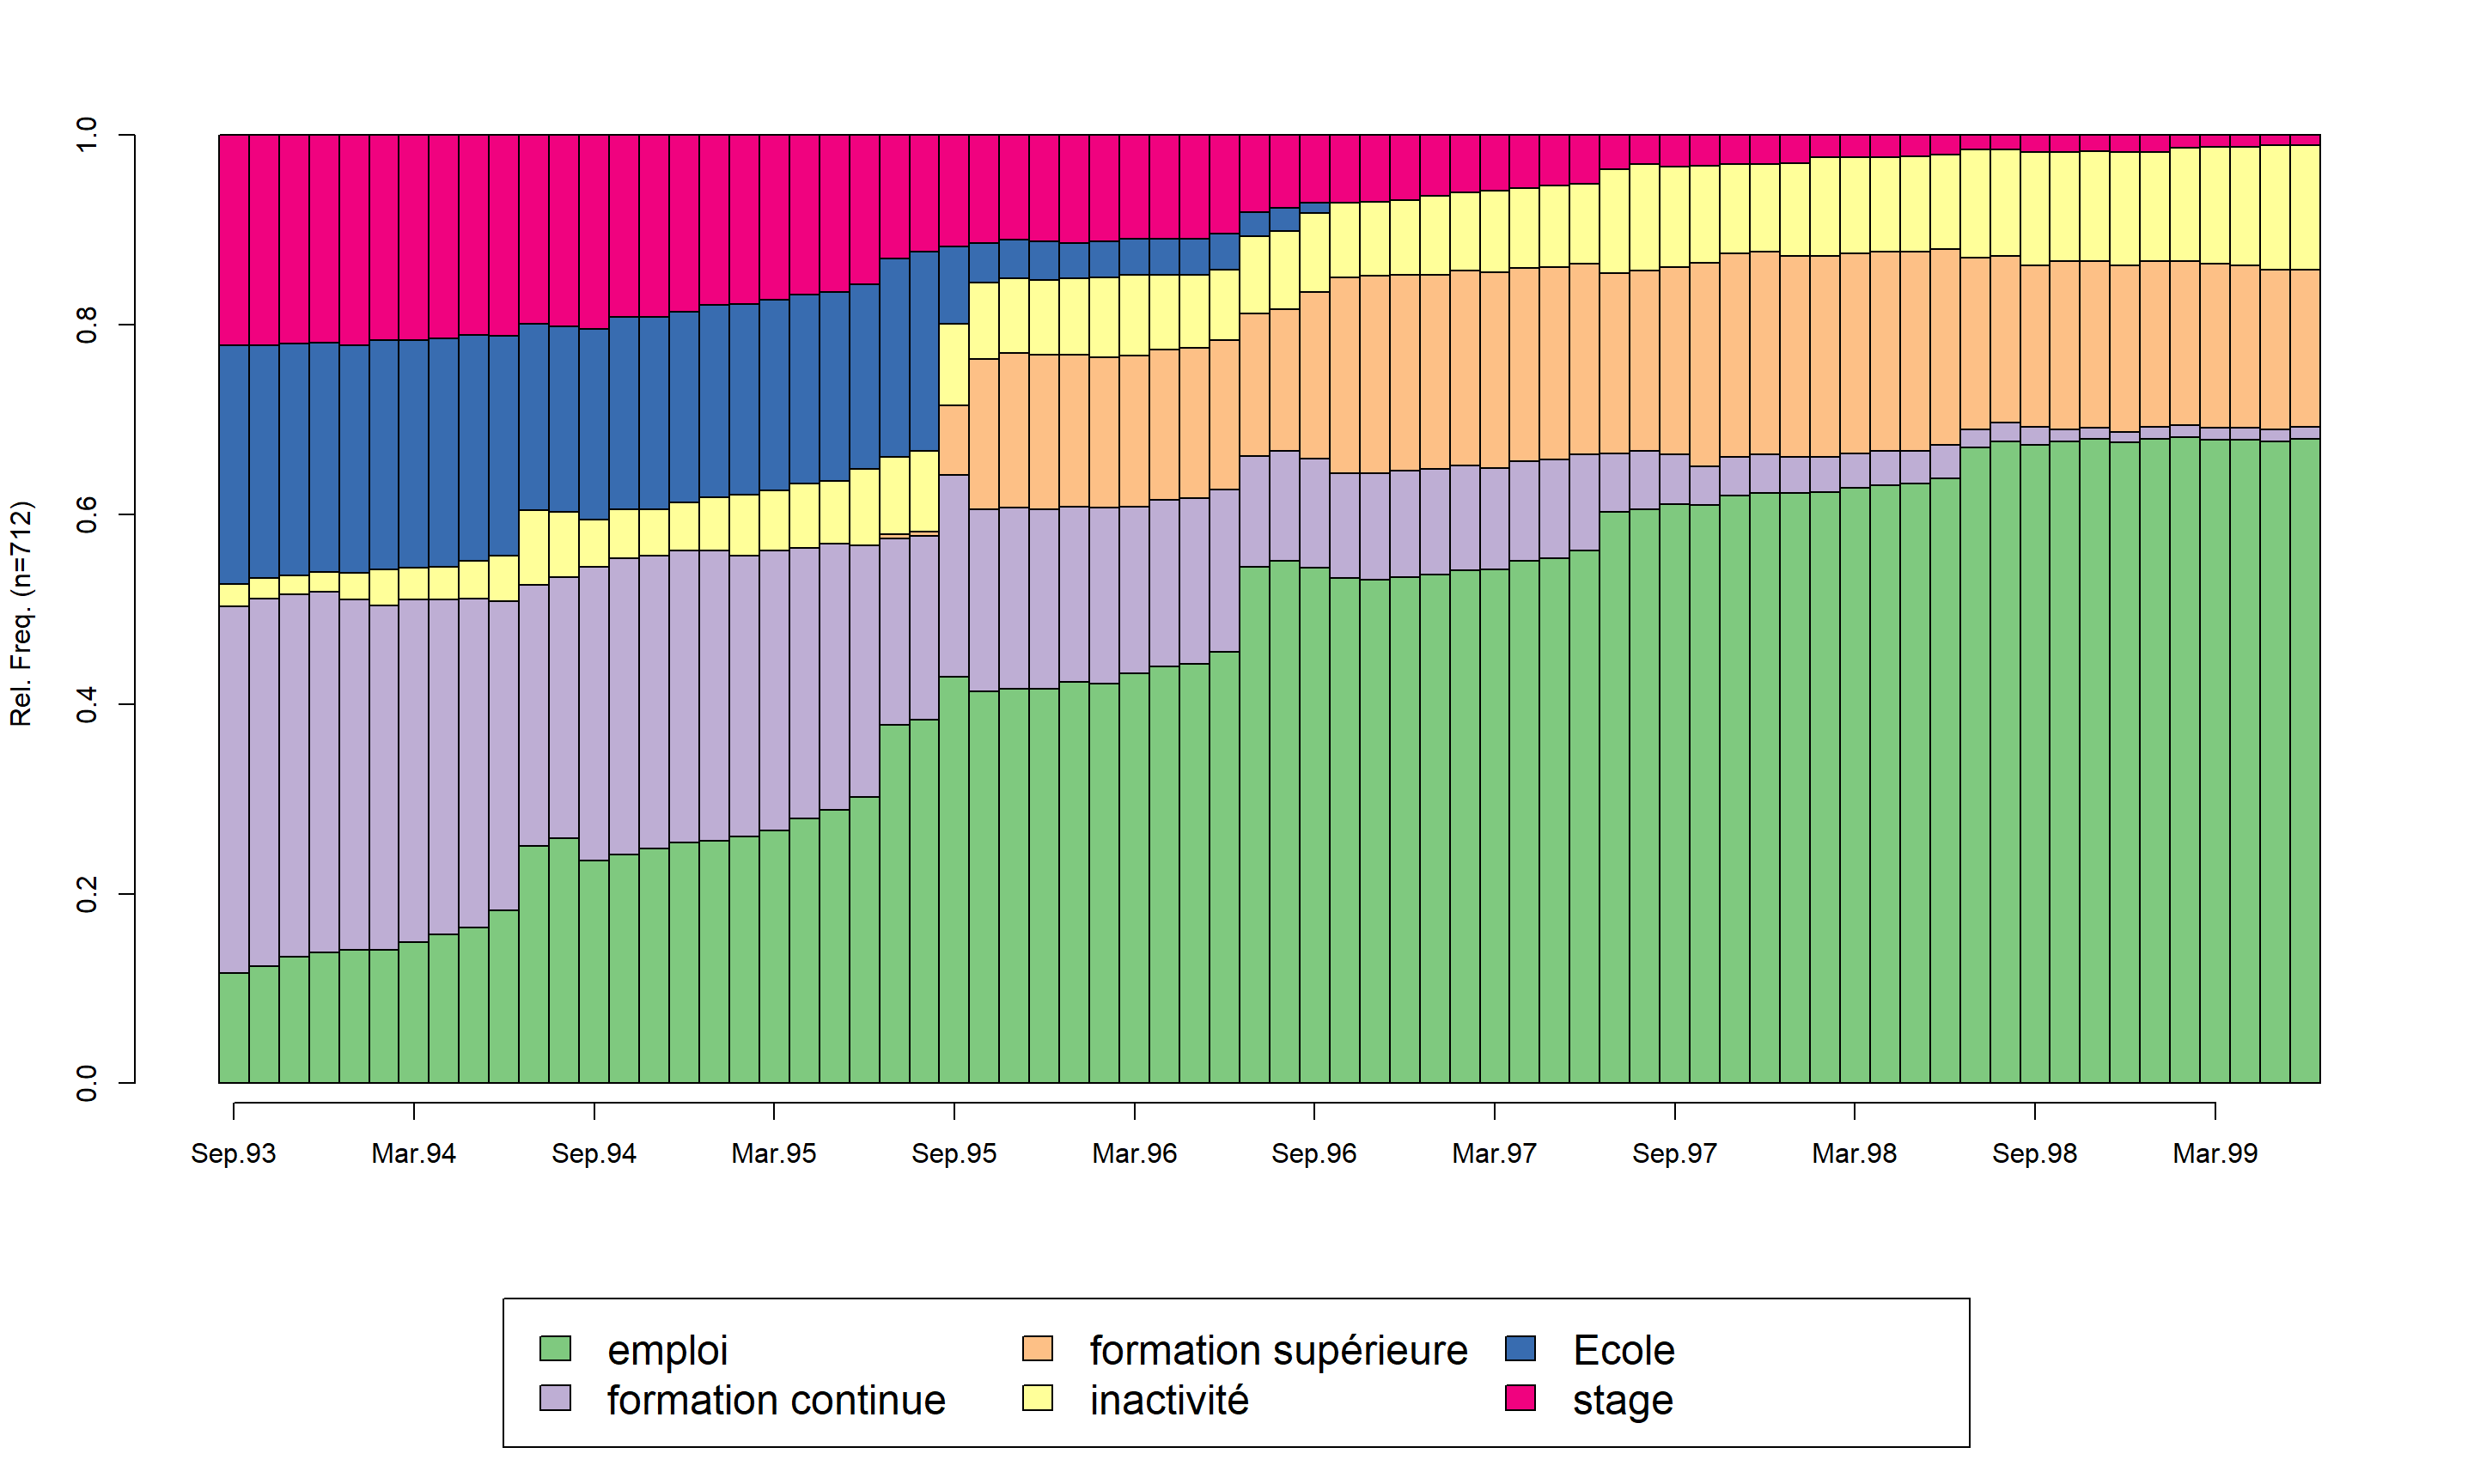 Rel. Freq. (n=712)
1.0
0.8
0.6
0.4
0.2
0.0
Sep.93 Mar.94 Sep.94 Mar.95 Sep.95 Mar.96 Sep.96 Mar.97 Sep.97 Mar.98 Sep.98 Mar.99
emploi formation supérieure Ecole
formation continue inactivité stage